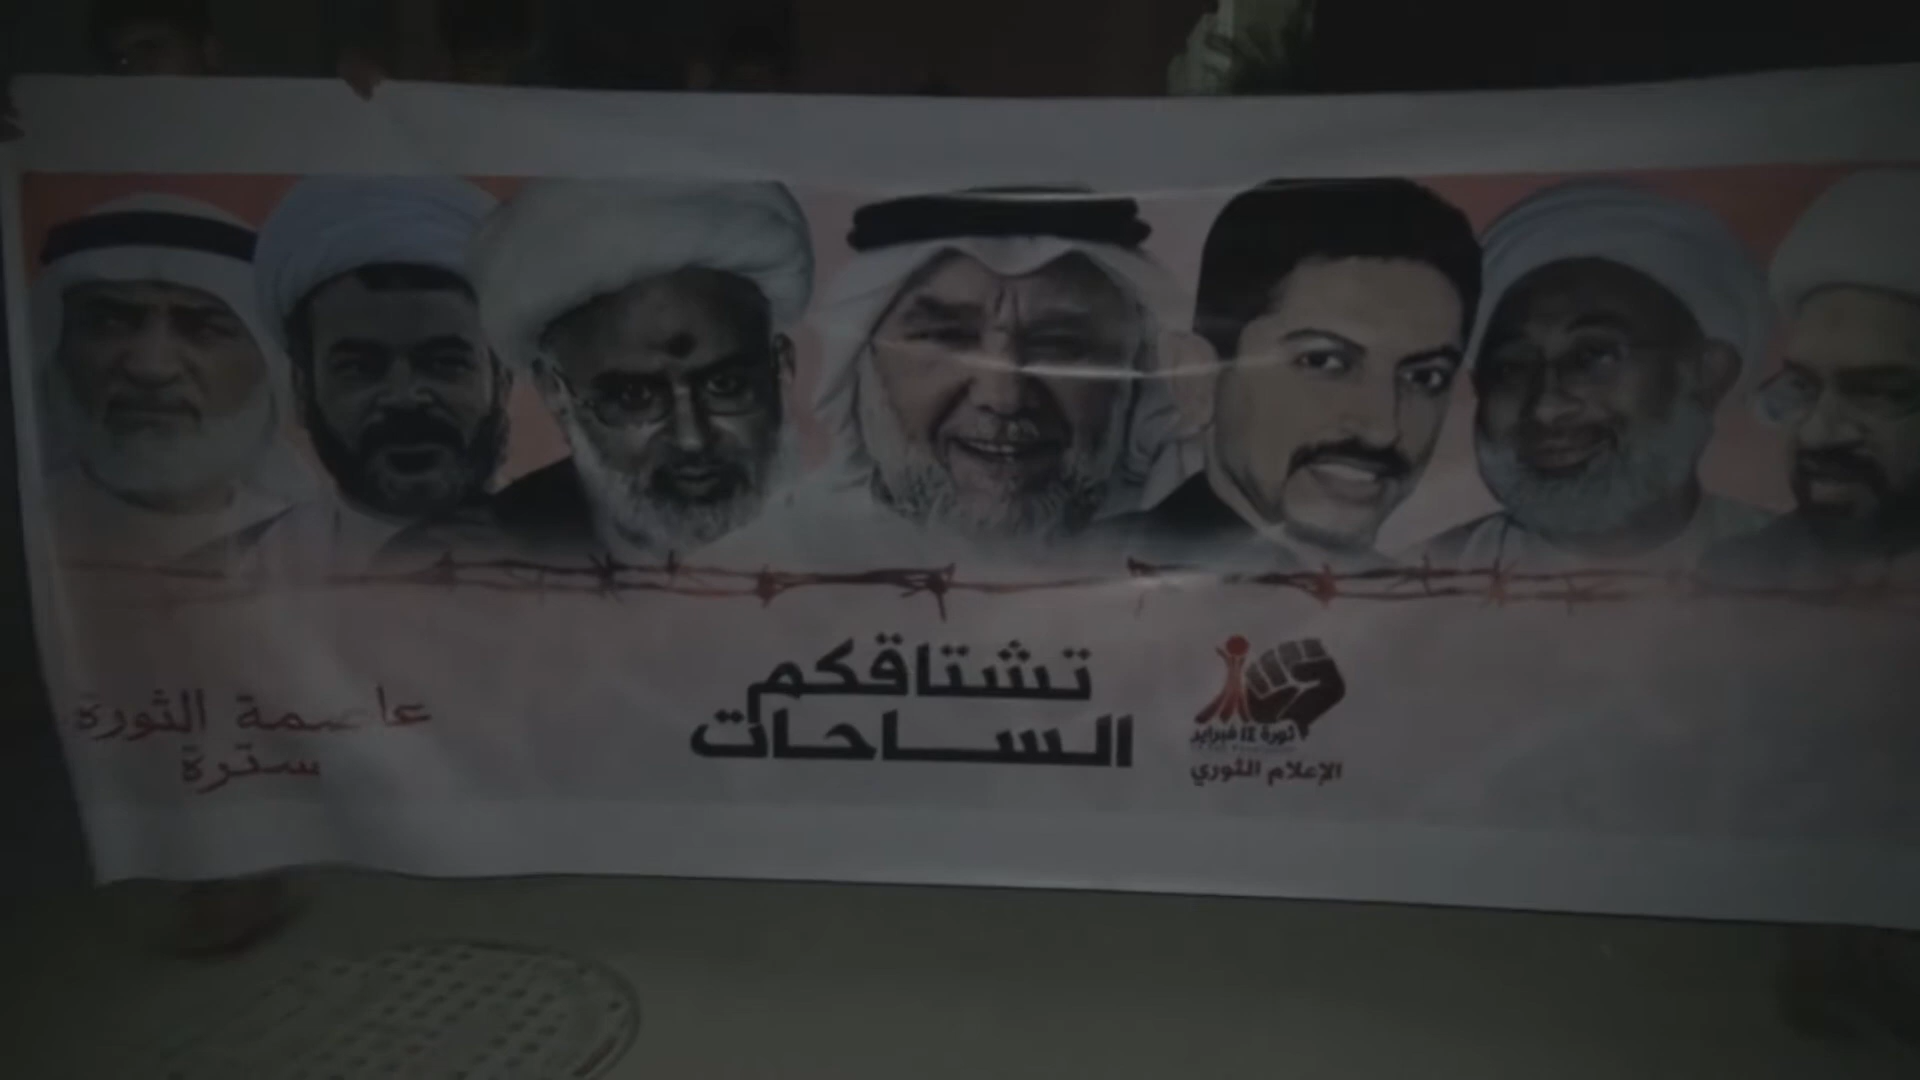 تشتاقكم
الساحات
ثورة 14 فبراير
الإعلام الثوري
عاصمة الثورة
سترة